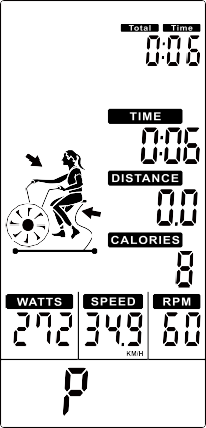 Total Time
0:06
TIME
0:06
DISTANCE
0.0
CALORIES
8
WATTS SPEED RPM
272 34.9 60
KM/H
P